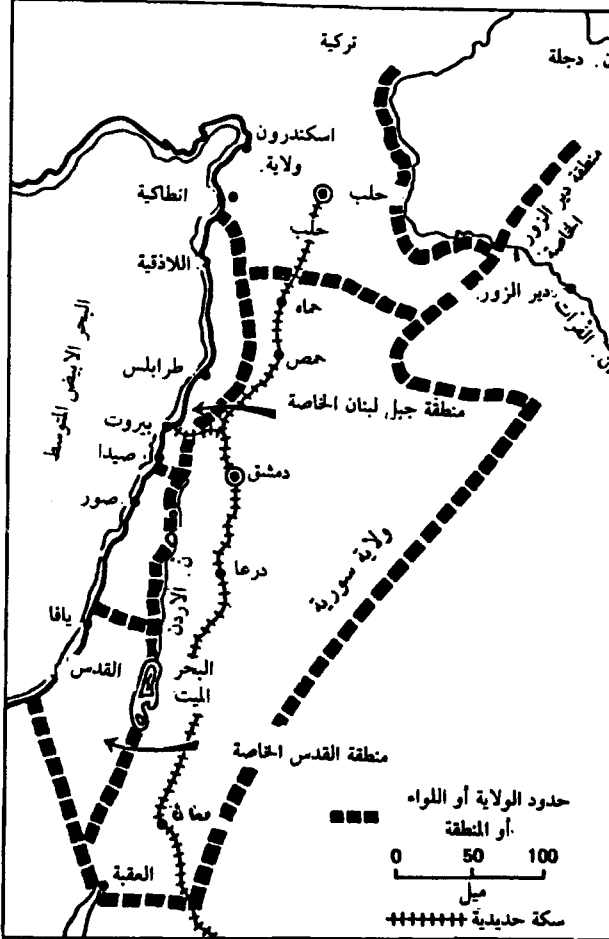 تركية
ن. دجلة
اسكندرون
ولاية.
انطاكية
حلب
حلب
منطقة دير الزور
الخاصة.
اللاذقية
دير الزور.
ن. الفرات
حماه
حمص
البحر الابيض المتوسط
طرابلس
منطقة جبل لبنان الخاصة
بيروت
صيدا
دمشق
صور
درعا
ن. الأردن
ولاية سورية
يافا
القدس
البحر
الميت
منطقة القدس الخاصة
معان
العقبة
حدود الولاية أو اللواء
أو المنطقة
0 50 100
ميل
سكة حديدية